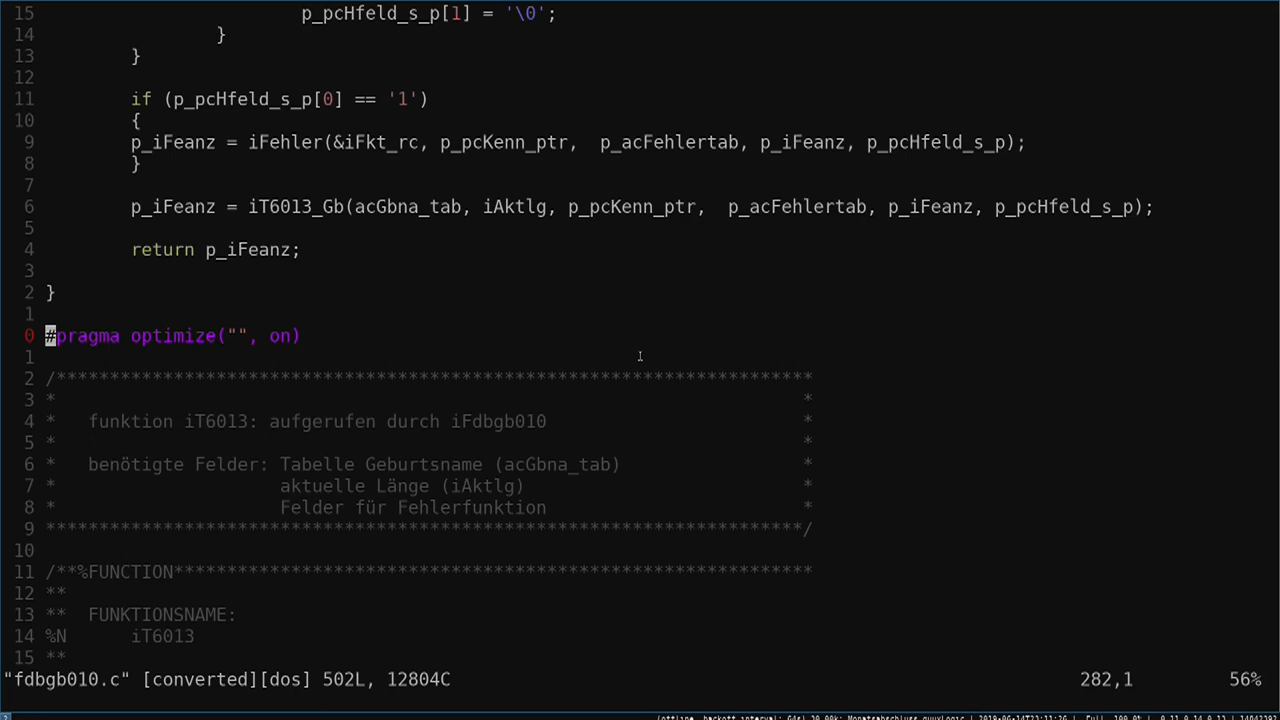 15                         p_pcHfeld_s_p[1] = '\0';
14                 }
13         }
12
11         if (p_pcHfeld_s_p[0] == '1')
10         {
 9         p_iFeanz = iFehler(&iFkt_rc, p_pcKenn_ptr,  p_acFehlertab, p_iFeanz, p_pcHfeld_s_p);
 8         }
 7
 6         p_iFeanz = iT6013_Gb(acGbna_tab, iAktlg, p_pcKenn_ptr,  p_acFehlertab, p_iFeanz, p_pcHfeld_s_p);
 5
 4         return p_iFeanz;
 3
 2 }
 1
 0 #pragma optimize("", on)
 1
 2 /***********************************************************************
 3 *                                                                      *
 4 *   funktion iT6013: aufgerufen durch iFdbgb010                        *
 5 *                                                                      *
 6 *   benötigte Felder: Tabelle Geburtsname (acGbna_tab)                 *
 7 *                     aktuelle Länge (iAktlg)                          *
 8 *                     Felder für Fehlerfunktion                        *
 9 ***********************************************************************/
10
11 /**%FUNCTION************************************************************
12 **
13 **  FUNKTIONSNAME:
14 %N      iT6013
15 **
"fdbgb010.c" [converted][dos] 502L, 12804C                                    282,1         56%